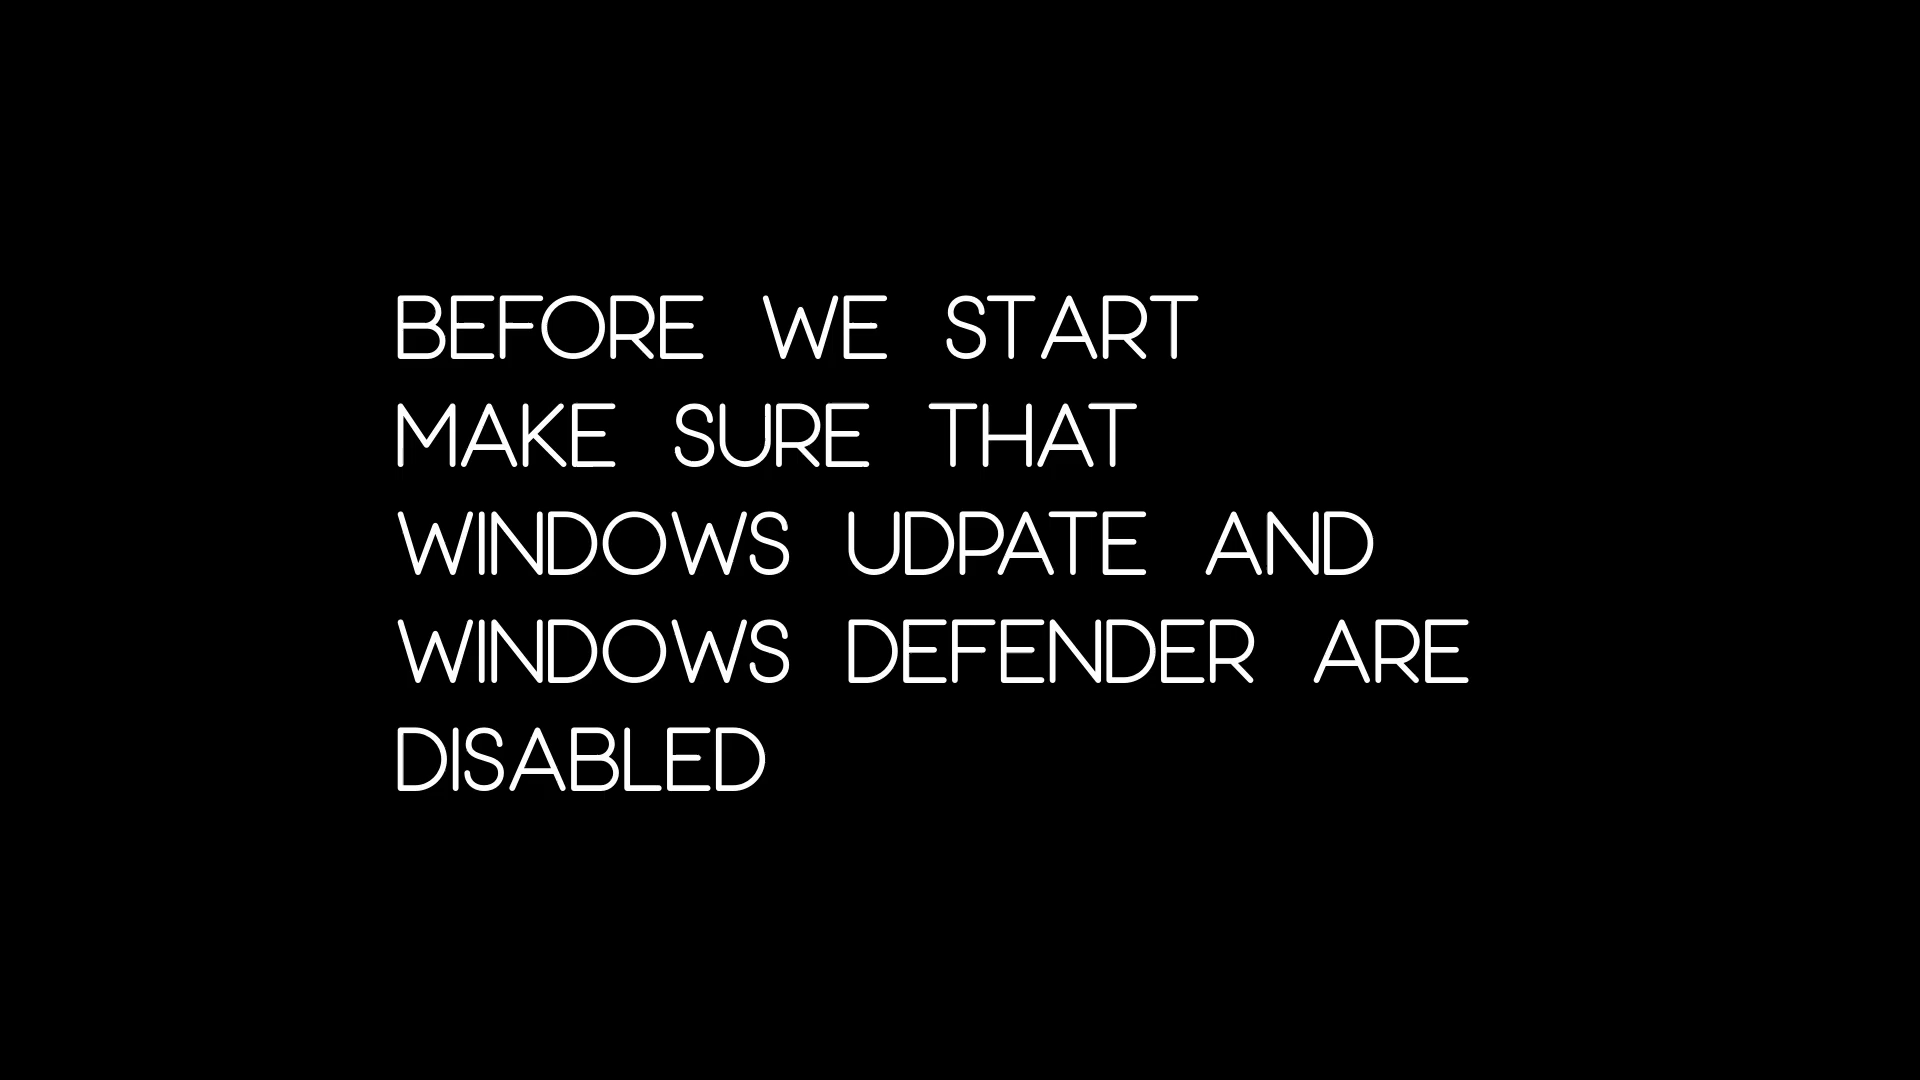 BEFORE WE START
MAKE SURE THAT
WINDOWS UDPATE AND
WINDOWS DEFENDER ARE
DISABLED